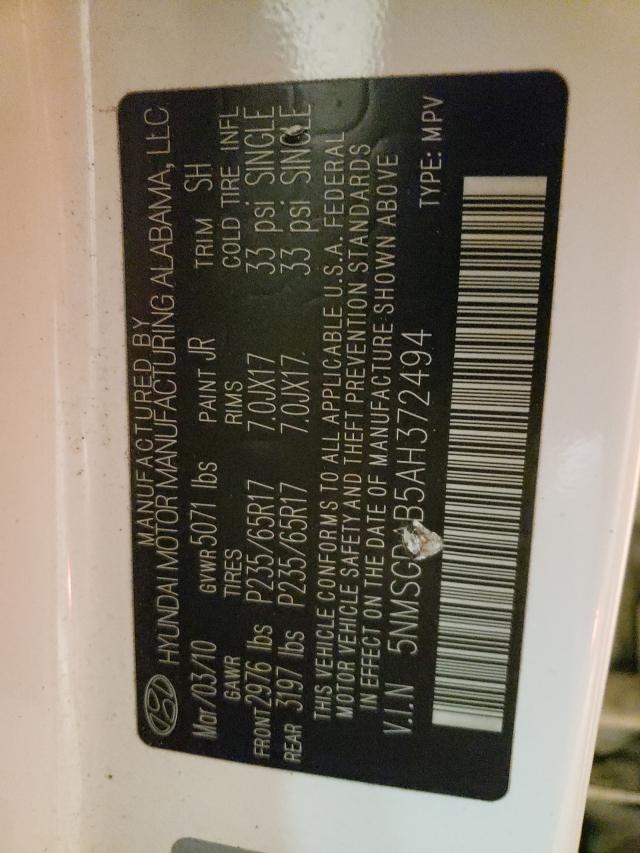 MANUFACTURED BY
HYUNDAI MOTOR MANUFACTURING ALABAMA, LLC
Mar/03/10 GVWR 5071 lbs PAINT JR TRIM SH
GAWR TIRES RIMS COLD TIRE INFL
FRONT 2976 lbs P235/65R17 7.0JX17 33 psi SINGLE
REAR 3197 lbs P235/65R17 7.0JX17 33 psi SINGLE
THIS VEHICLE CONFORMS TO ALL APPLICABLE U.S.A. FEDERAL
MOTOR VEHICLE SAFETY AND THEFT PREVENTION STANDARDS
IN EFFECT ON THE DATE OF MANUFACTURE SHOWN ABOVE
V.I.N TYPE: MPV